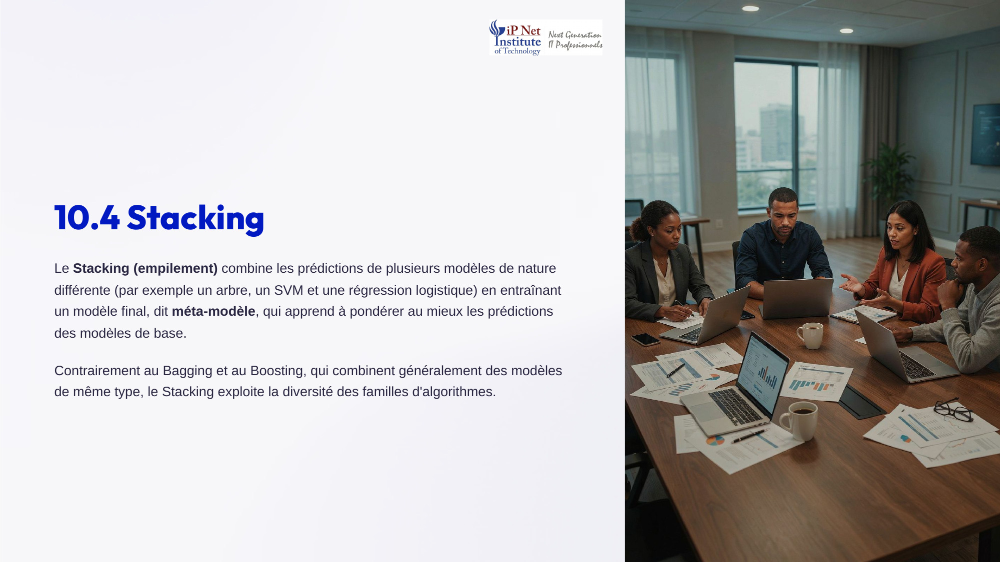 iP Net
Institute
of Technology
Next Generation
IT Professionnels
10.4 Stacking
Le Stacking (empilement) combine les prédictions de plusieurs modèles de nature
différente (par exemple un arbre, un SVM et une régression logistique) en entraînant
un modèle final, dit méta-modèle, qui apprend à pondérer au mieux les prédictions
des modèles de base.
Contrairement au Bagging et au Boosting, qui combinent généralement des modèles
de même type, le Stacking exploite la diversité des familles d'algorithmes.